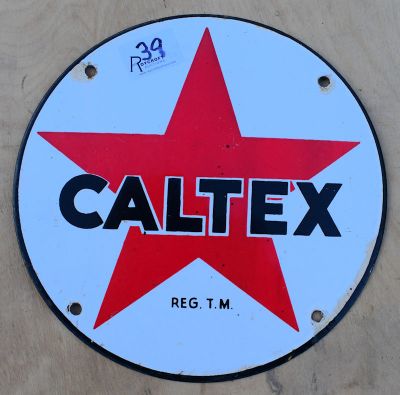 39
CALTEX
REG. T.M.